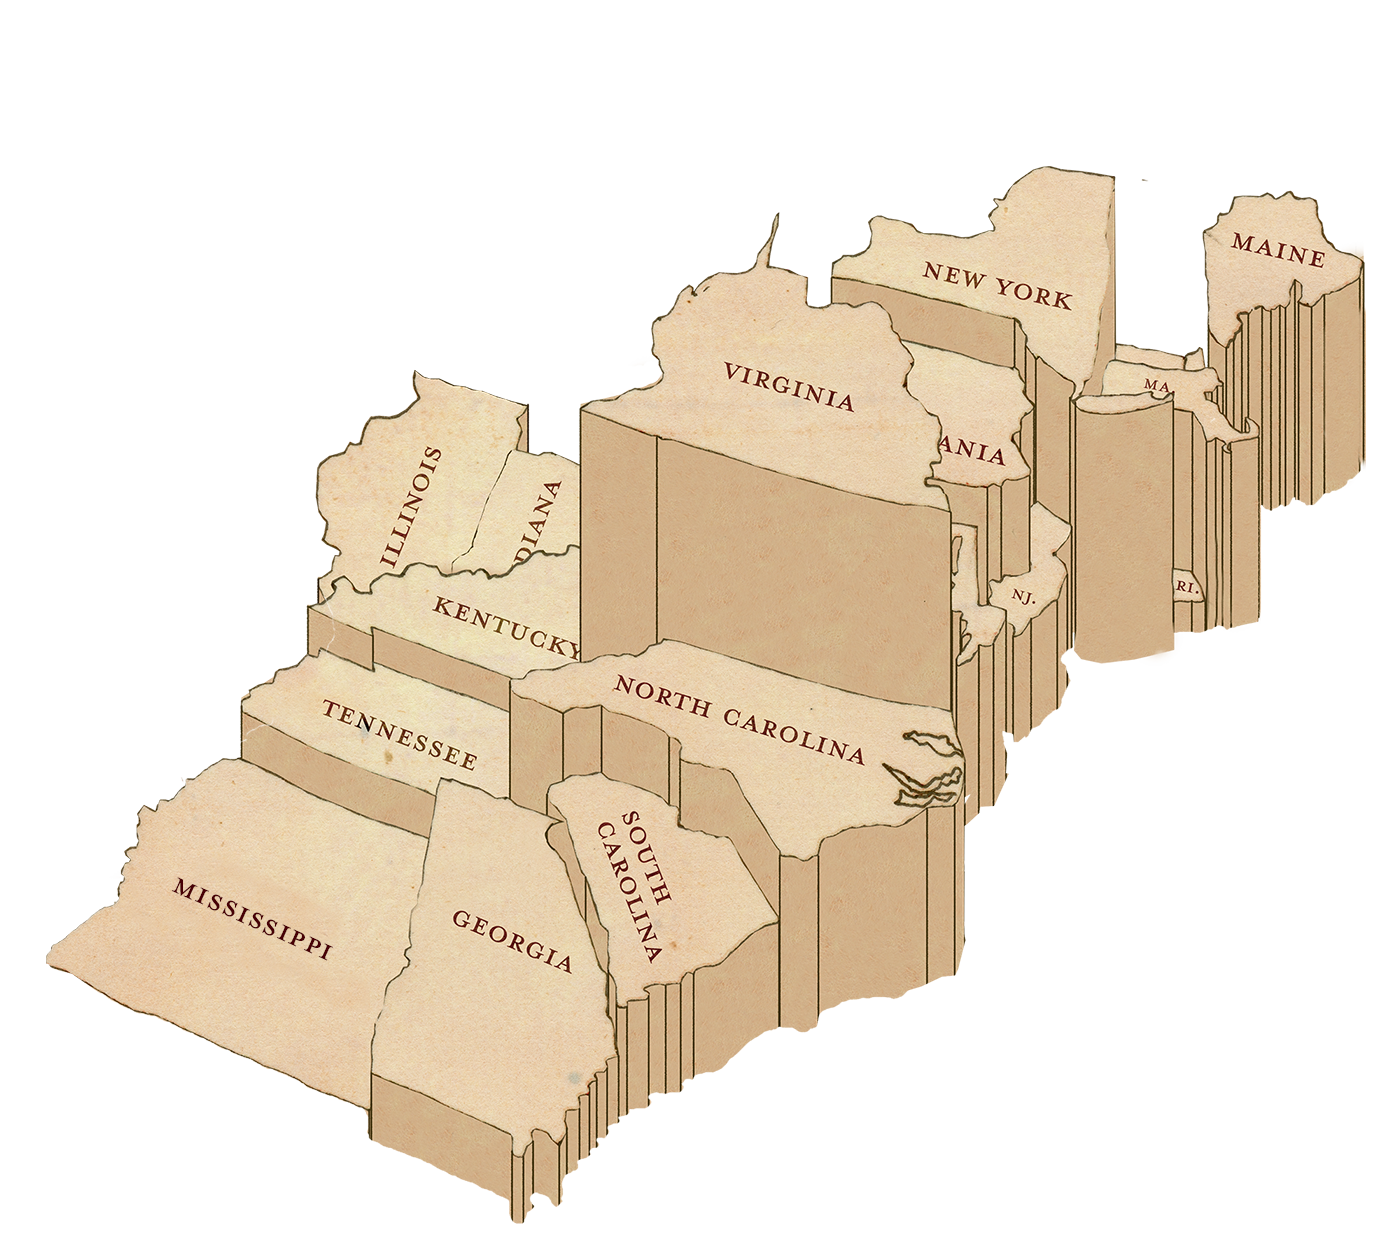 MAINE
NEW YORK
MA.
VIRGINIA
ANIA
ILLINOIS
DIANA
NJ.
RI.
KENTUCKY
NORTH CAROLINA
TENNESSEE
SOUTH
CAROLINA
MISSISSIPPI
GEORGIA